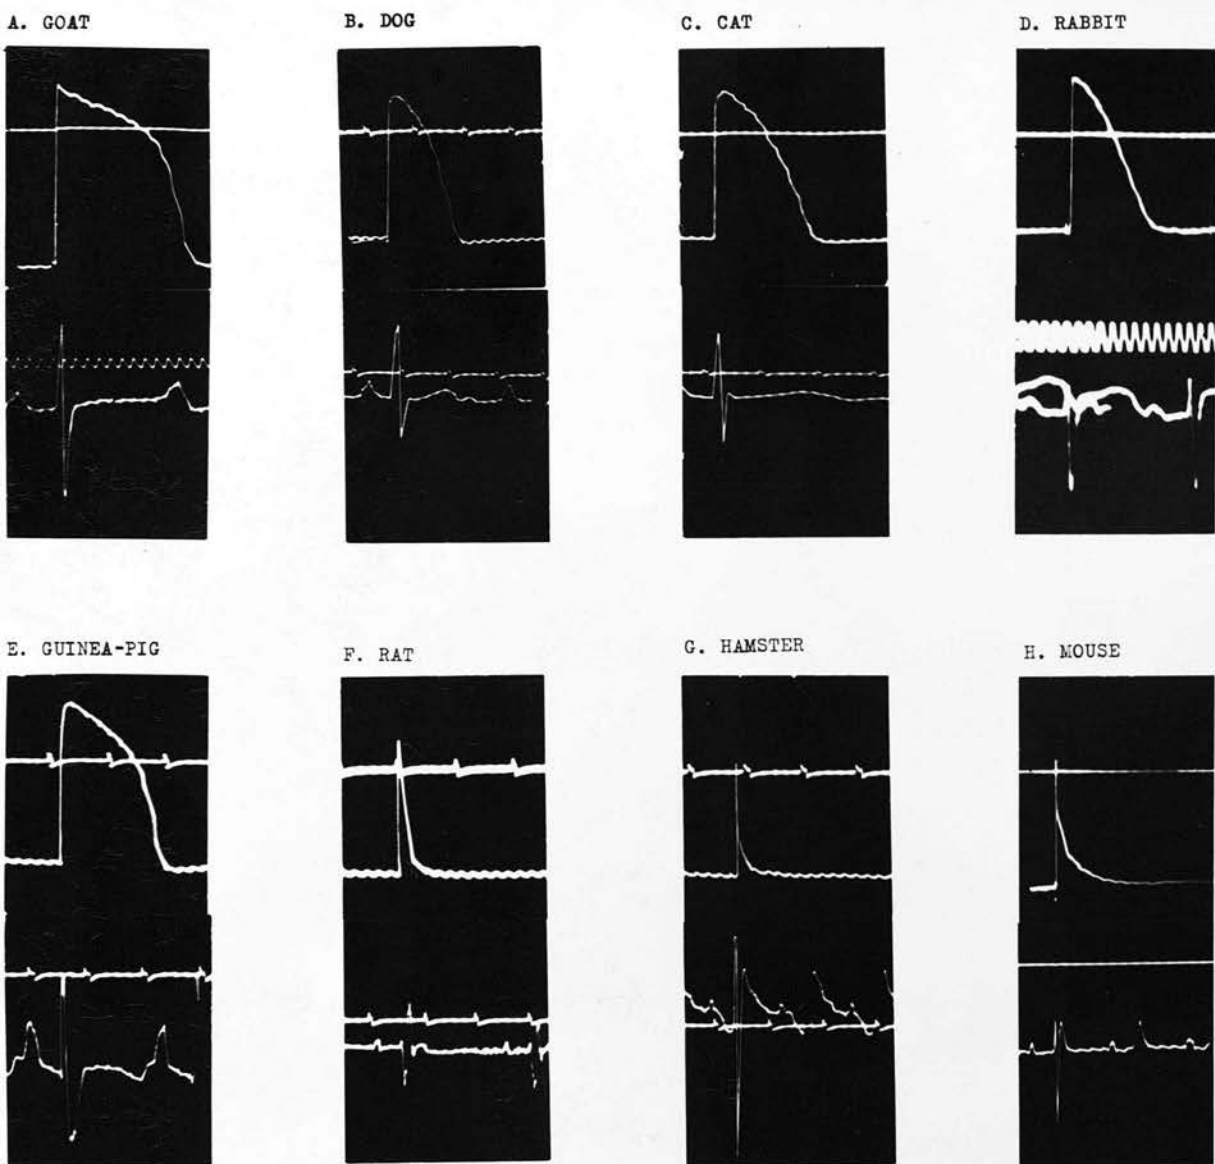 A. GOAT
B. DOG
C. CAT
D. RABBIT
E. GUINEA-PIG
F. RAT
G. HAMSTER
H. MOUSE